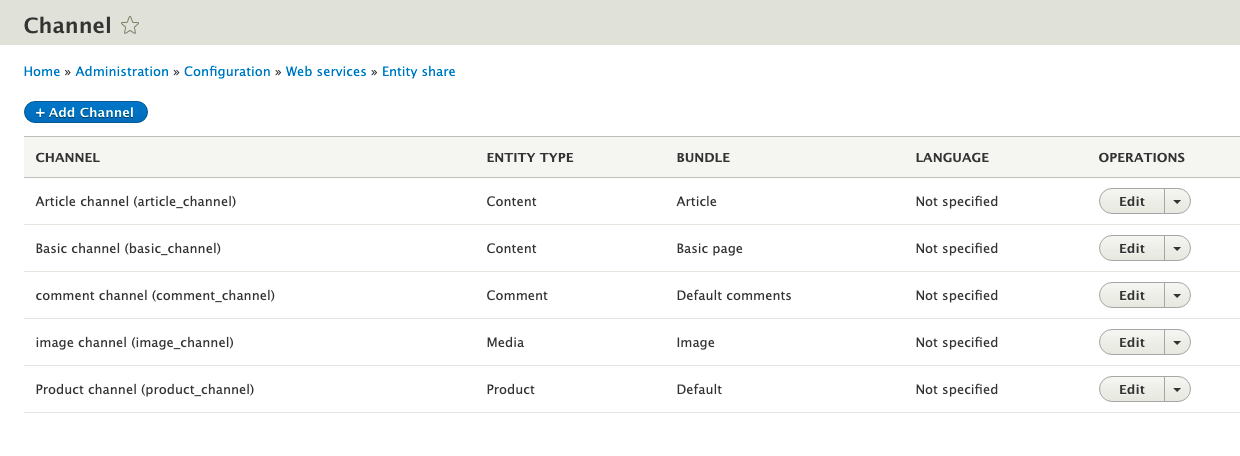 Channel
Home » Administration » Configuration » Web services » Entity share
+ Add Channel
CHANNEL ENTITY TYPE BUNDLE LANGUAGE OPERATIONS
Article channel (article_channel) Content Article Not specified Edit
Basic channel (basic_channel) Content Basic page Not specified Edit
comment channel (comment_channel) Comment Default comments Not specified Edit
image channel (image_channel) Media Image Not specified Edit
Product channel (product_channel) Product Default Not specified Edit